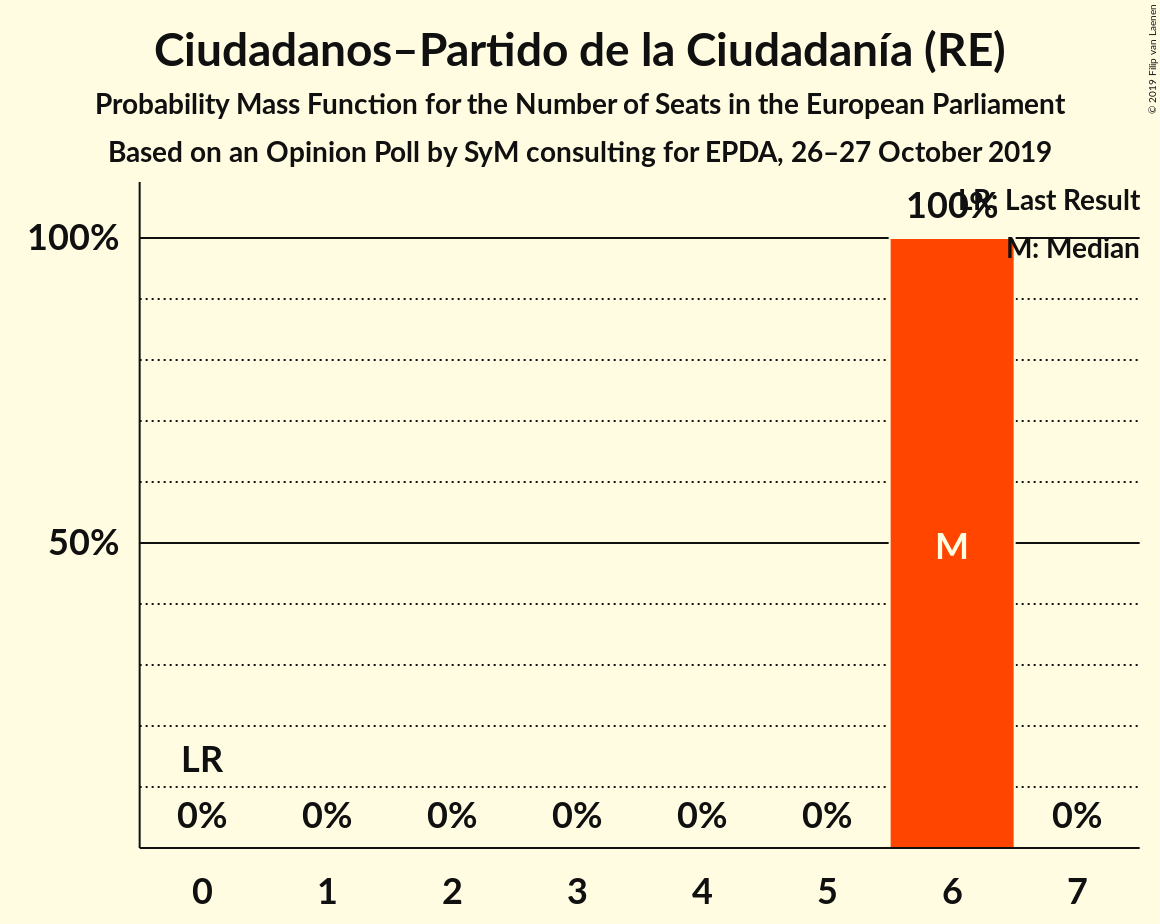 Ciudadanos–Partido de la Ciudadanía (RE)
Probability Mass Function for the Number of Seats in the European Parliament
Based on an Opinion Poll by SyM consulting for EPDA, 26–27 October 2019
© 2019 Filip van Laenen
100%
LR: Last Result
100%
M: Median
50%
M
LR
0% 0% 0% 0% 0% 0% 0%
0 1 2 3 4 5 6 7